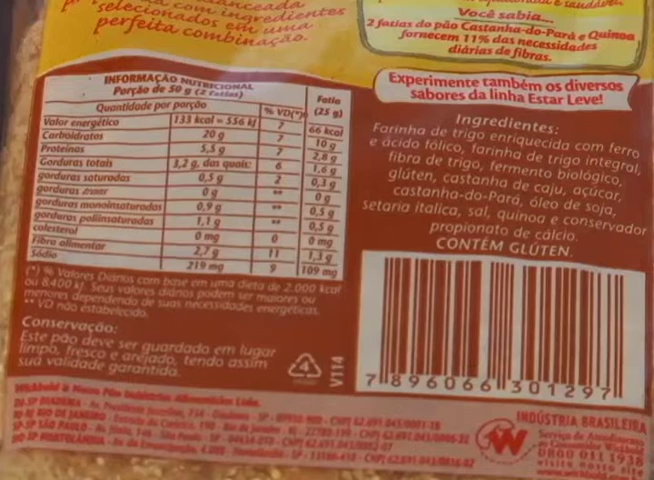 com ingredientes
selecionados em uma
perfeita combinação.
Você sabia...
2 fatias do pão Castanha-do-Pará e Quinoa
fornecem 11% das necessidades
diárias de fibras.
Experimente também os diversos
sabores da linha Estar Leve!
INFORMAÇÃO NUTRICIONAL
Porção de 50 g (2 fatias)
Quantidade por porção % VD(*) Fatia (25 g)
Valor energético 133 kcal = 556 kJ 7 66 kcal
Carboidratos 20 g 7 10 g
Proteínas 5,5 g 7 2,8 g
Gorduras totais 3,2 g, das quais: 6 1,6 g
gorduras saturadas 0,5 g 2 0,3 g
gorduras trans 0 g ** 0 g
gorduras monoinsaturadas 0,9 g ** 0,5 g
gorduras poliinsaturadas 1,1 g ** 0,5 g
colesterol 0 mg 0 0 mg
Fibra alimentar 2,7 g 11 1,3 g
Sódio 219 mg 9 109 mg
(*) % Valores Diários com base em uma dieta de 2.000 kcal
ou 8.400 kJ. Seus valores diários podem ser maiores ou
menores dependendo de suas necessidades energéticas.
** VD não estabelecido.
Ingredientes:
Farinha de trigo enriquecida com ferro
e ácido fólico, farinha de trigo integral,
fibra de trigo, fermento biológico,
glúten, castanha de caju, açúcar,
castanha-do-Pará, óleo de soja,
setaria italica, sal, quinoa e conservador
propionato de cálcio.
CONTÉM GLÚTEN.
Conservação:
Este pão deve ser guardado em lugar
limpo, fresco e arejado, tendo assim
sua validade garantida.
4
V114
7 896066 301297
INDÚSTRIA BRASILEIRA
W
0800 011 1938